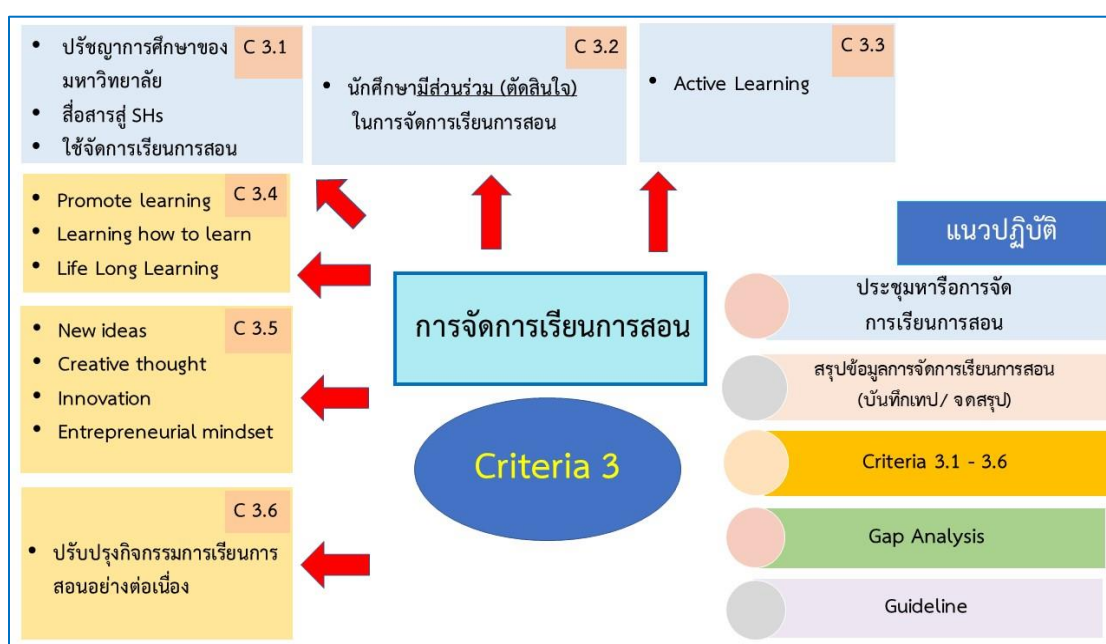 • ปรัชญาการศึกษาของ
มหาวิทยาลัย
• สื่อสารสู่ SHs
• ใช้จัดการเรียนการสอน
C 3.1
C 3.2
• นักศึกษามีส่วนร่วม (ตัดสินใจ)
ในการจัดการเรียนการสอน
C 3.3
• Active Learning
C 3.4
• Promote learning
• Learning how to learn
• Life Long Learning
C 3.5
• New ideas
• Creative thought
• Innovation
• Entrepreneurial mindset
C 3.6
• ปรับปรุงกิจกรรมการเรียนการ
สอนอย่างต่อเนื่อง
การจัดการเรียนการสอน
Criteria 3
แนวปฏิบัติ
ประชุมหารือการจัด
การเรียนการสอน
สรุปข้อมูลการจัดการเรียนการสอน
(บันทึกเทป/ จดสรุป)
Criteria 3.1 - 3.6
Gap Analysis
Guideline